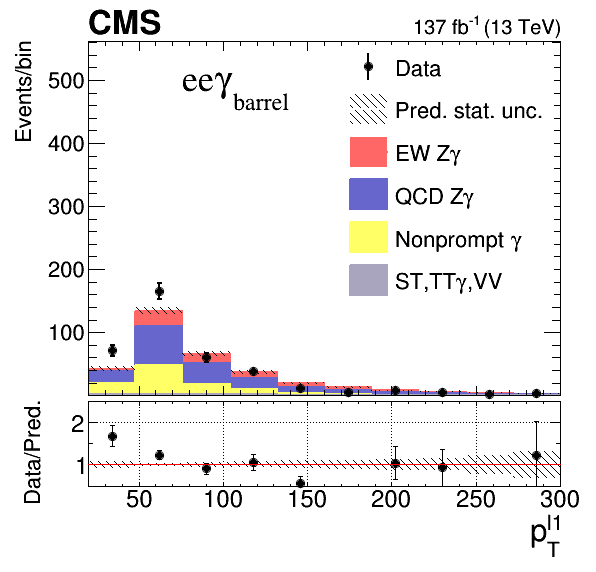 CMS
137 fb⁻¹ (13 TeV)
Events/bin
500
400
300
200
100
eeγ_barrel
Data
Pred. stat. unc.
EW Zγ
QCD Zγ
Nonprompt γ
ST,TTγ,VV
Data/Pred.
2
1
50 100 150 200 250 300
p_T^l1